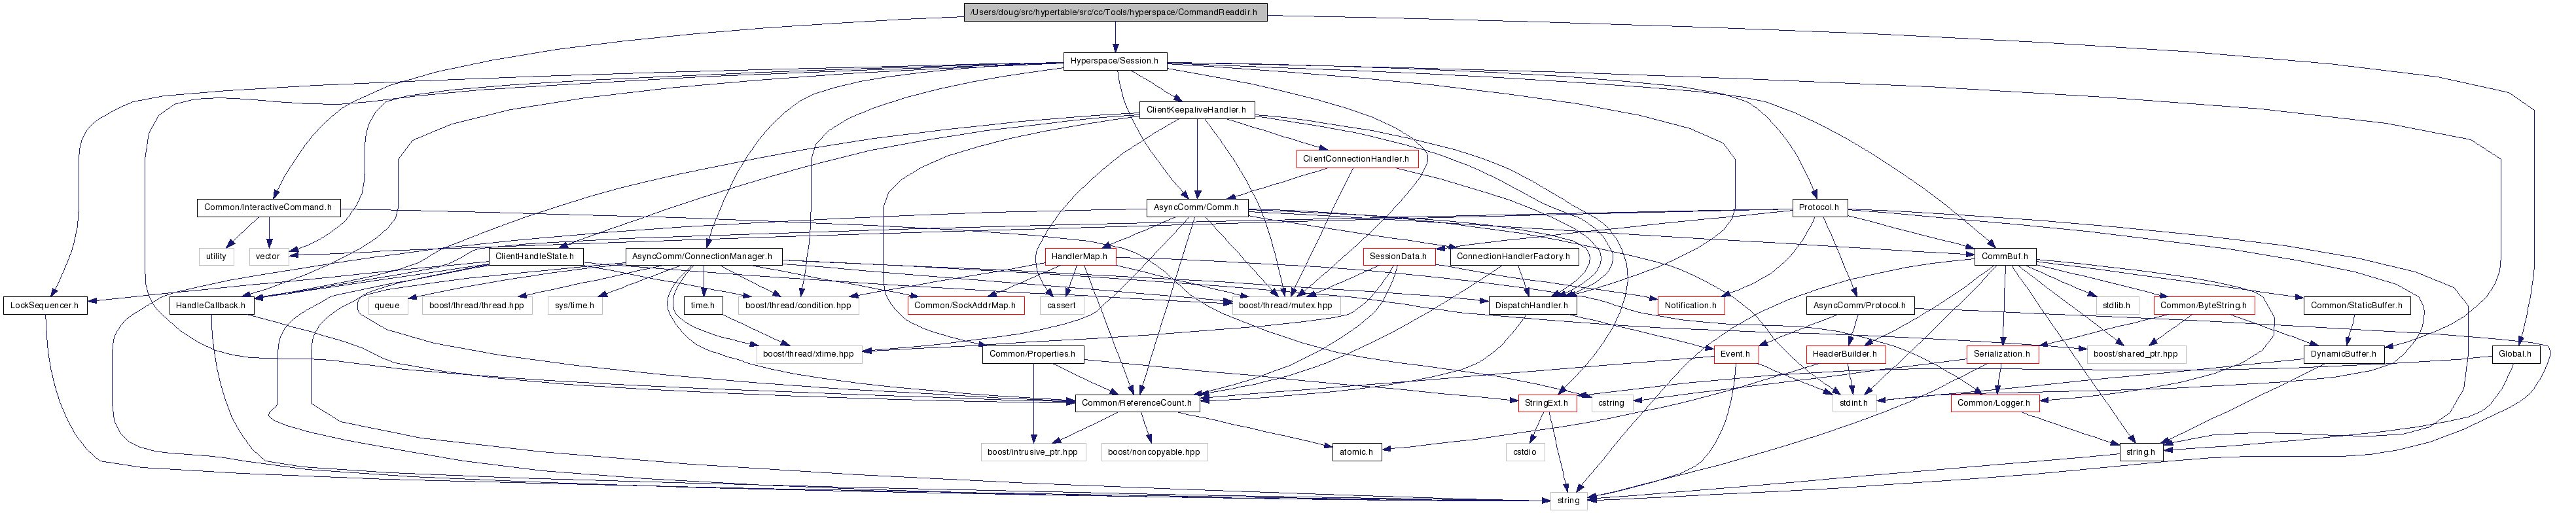 /Users/doug/src/hypertable/src/cc/Tools/hyperspace/CommandReaddir.h
Hyperspace/Session.h
ClientKeepaliveHandler.h
ClientConnectionHandler.h
Common/InteractiveCommand.h
AsyncComm/Comm.h
Protocol.h
utility
vector
ClientHandleState.h
AsyncComm/ConnectionManager.h
HandlerMap.h
SessionData.h
ConnectionHandlerFactory.h
CommBuf.h
LockSequencer.h
HandleCallback.h
queue
boost/thread/thread.hpp
sys/time.h
time.h
boost/thread/condition.hpp
Common/SockAddrMap.h
cassert
boost/thread/mutex.hpp
DispatchHandler.h
Notification.h
AsyncComm/Protocol.h
stdlib.h
Common/ByteString.h
Common/StaticBuffer.h
boost/thread/xtime.hpp
Common/Properties.h
Event.h
HeaderBuilder.h
Serialization.h
boost/shared_ptr.hpp
DynamicBuffer.h
Global.h
Common/ReferenceCount.h
StringExt.h
cstring
stdint.h
Common/Logger.h
boost/intrusive_ptr.hpp
boost/noncopyable.hpp
atomic.h
cstdio
string.h
string